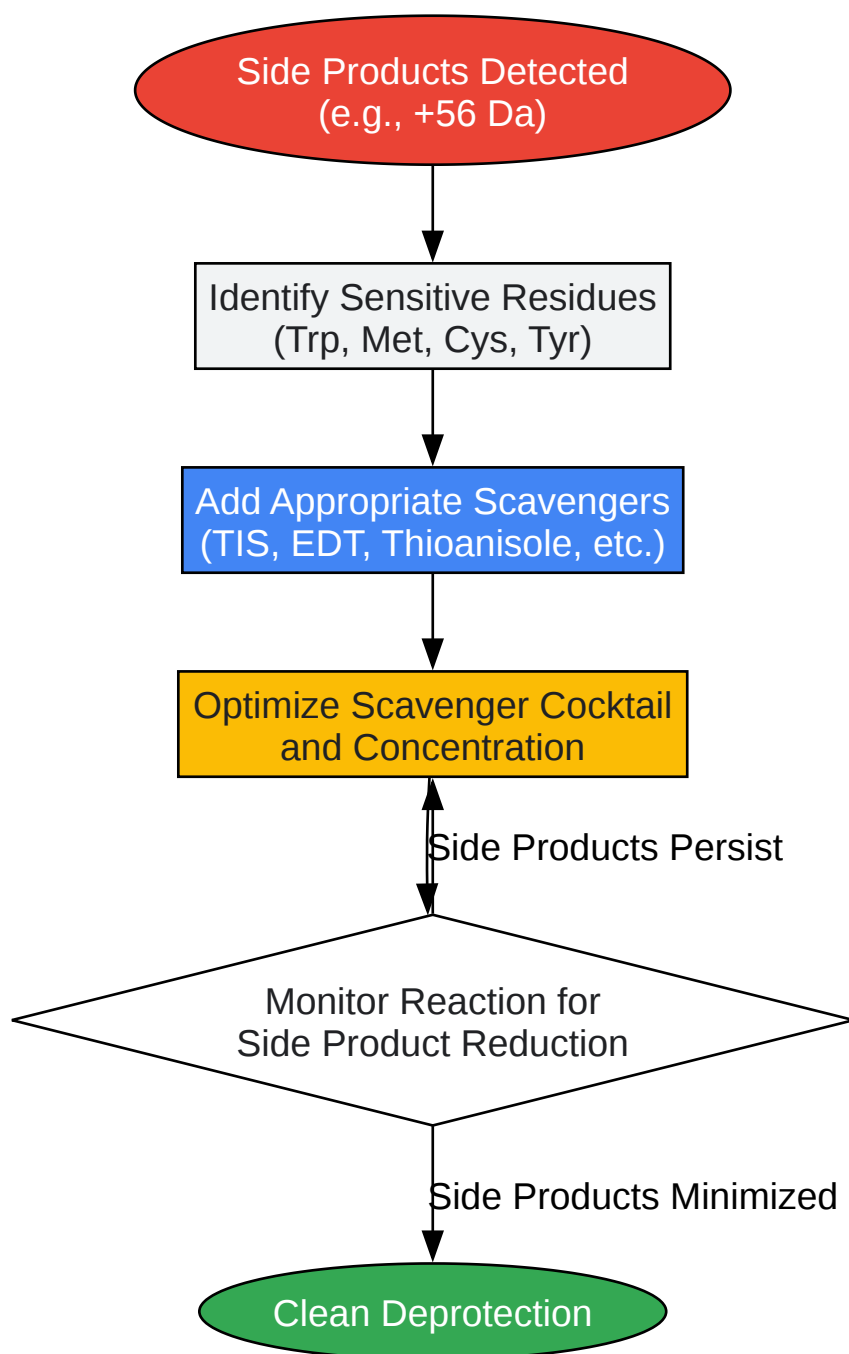 Side Products Detected
(e.g., +56 Da)
Identify Sensitive Residues
(Trp, Met, Cys, Tyr)
Add Appropriate Scavengers
(TIS, EDT, Thioanisole, etc.)
Optimize Scavenger Cocktail
and Concentration
Side Products Persist
Monitor Reaction for
Side Product Reduction
Side Products Minimized
Clean Deprotection